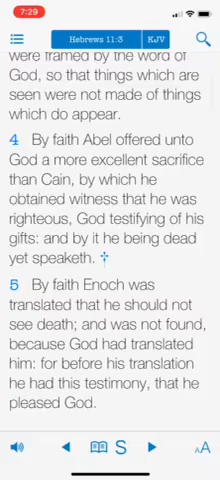 7:29
Hebrews 11:3 KJV
were framed by the word of
God, so that things which are
seen were not made of things
which do appear.
4 By faith Abel offered unto
God a more excellent sacrifice
than Cain, by which he
obtained witness that he was
righteous, God testifying of his
gifts: and by it he being dead
yet speaketh. ‡
5 By faith Enoch was
translated that he should not
see death; and was not found,
because God had translated
him: for before his translation
he had this testimony, that he
pleased God.
S AA